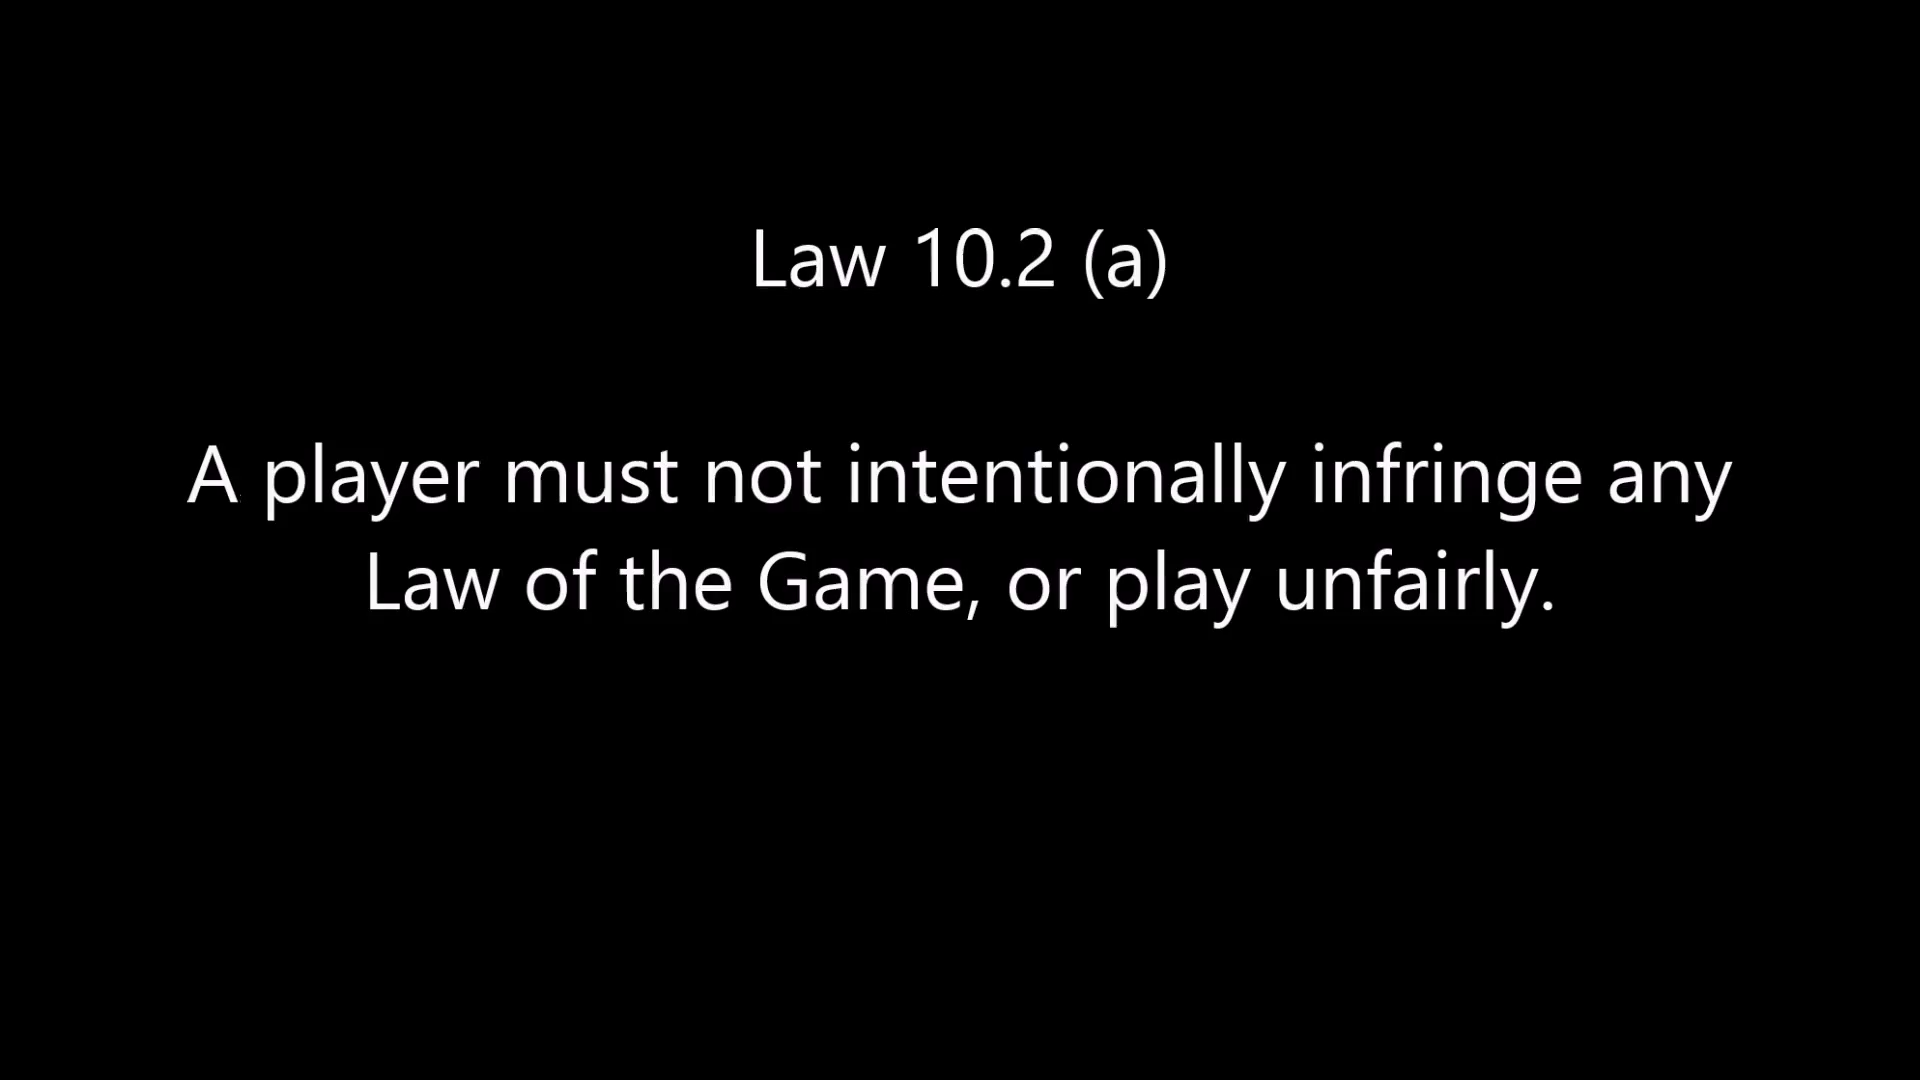 Law 10.2 (a)
A player must not intentionally infringe any
Law of the Game, or play unfairly.